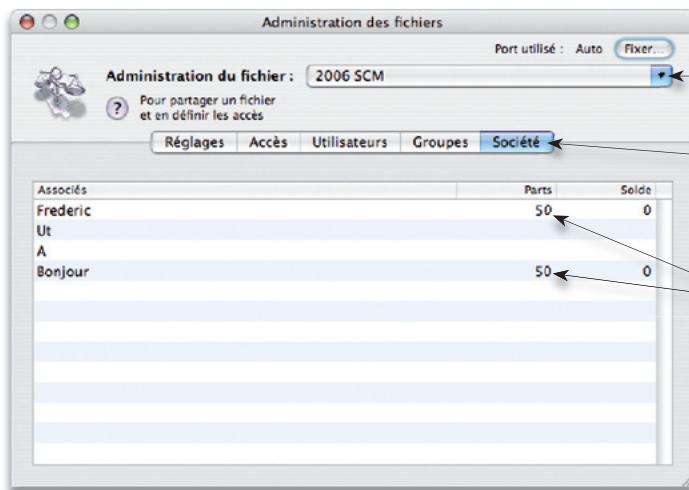 Administration des fichiers
Port utilisé : Auto Fixer...
Administration du fichier : 2006 SCM
? Pour partager un fichier
et en définir les accès
Réglages Accès Utilisateurs Groupes Société
Associés Parts Solde
Frederic 50 0
Ut
A
Bonjour 50 0